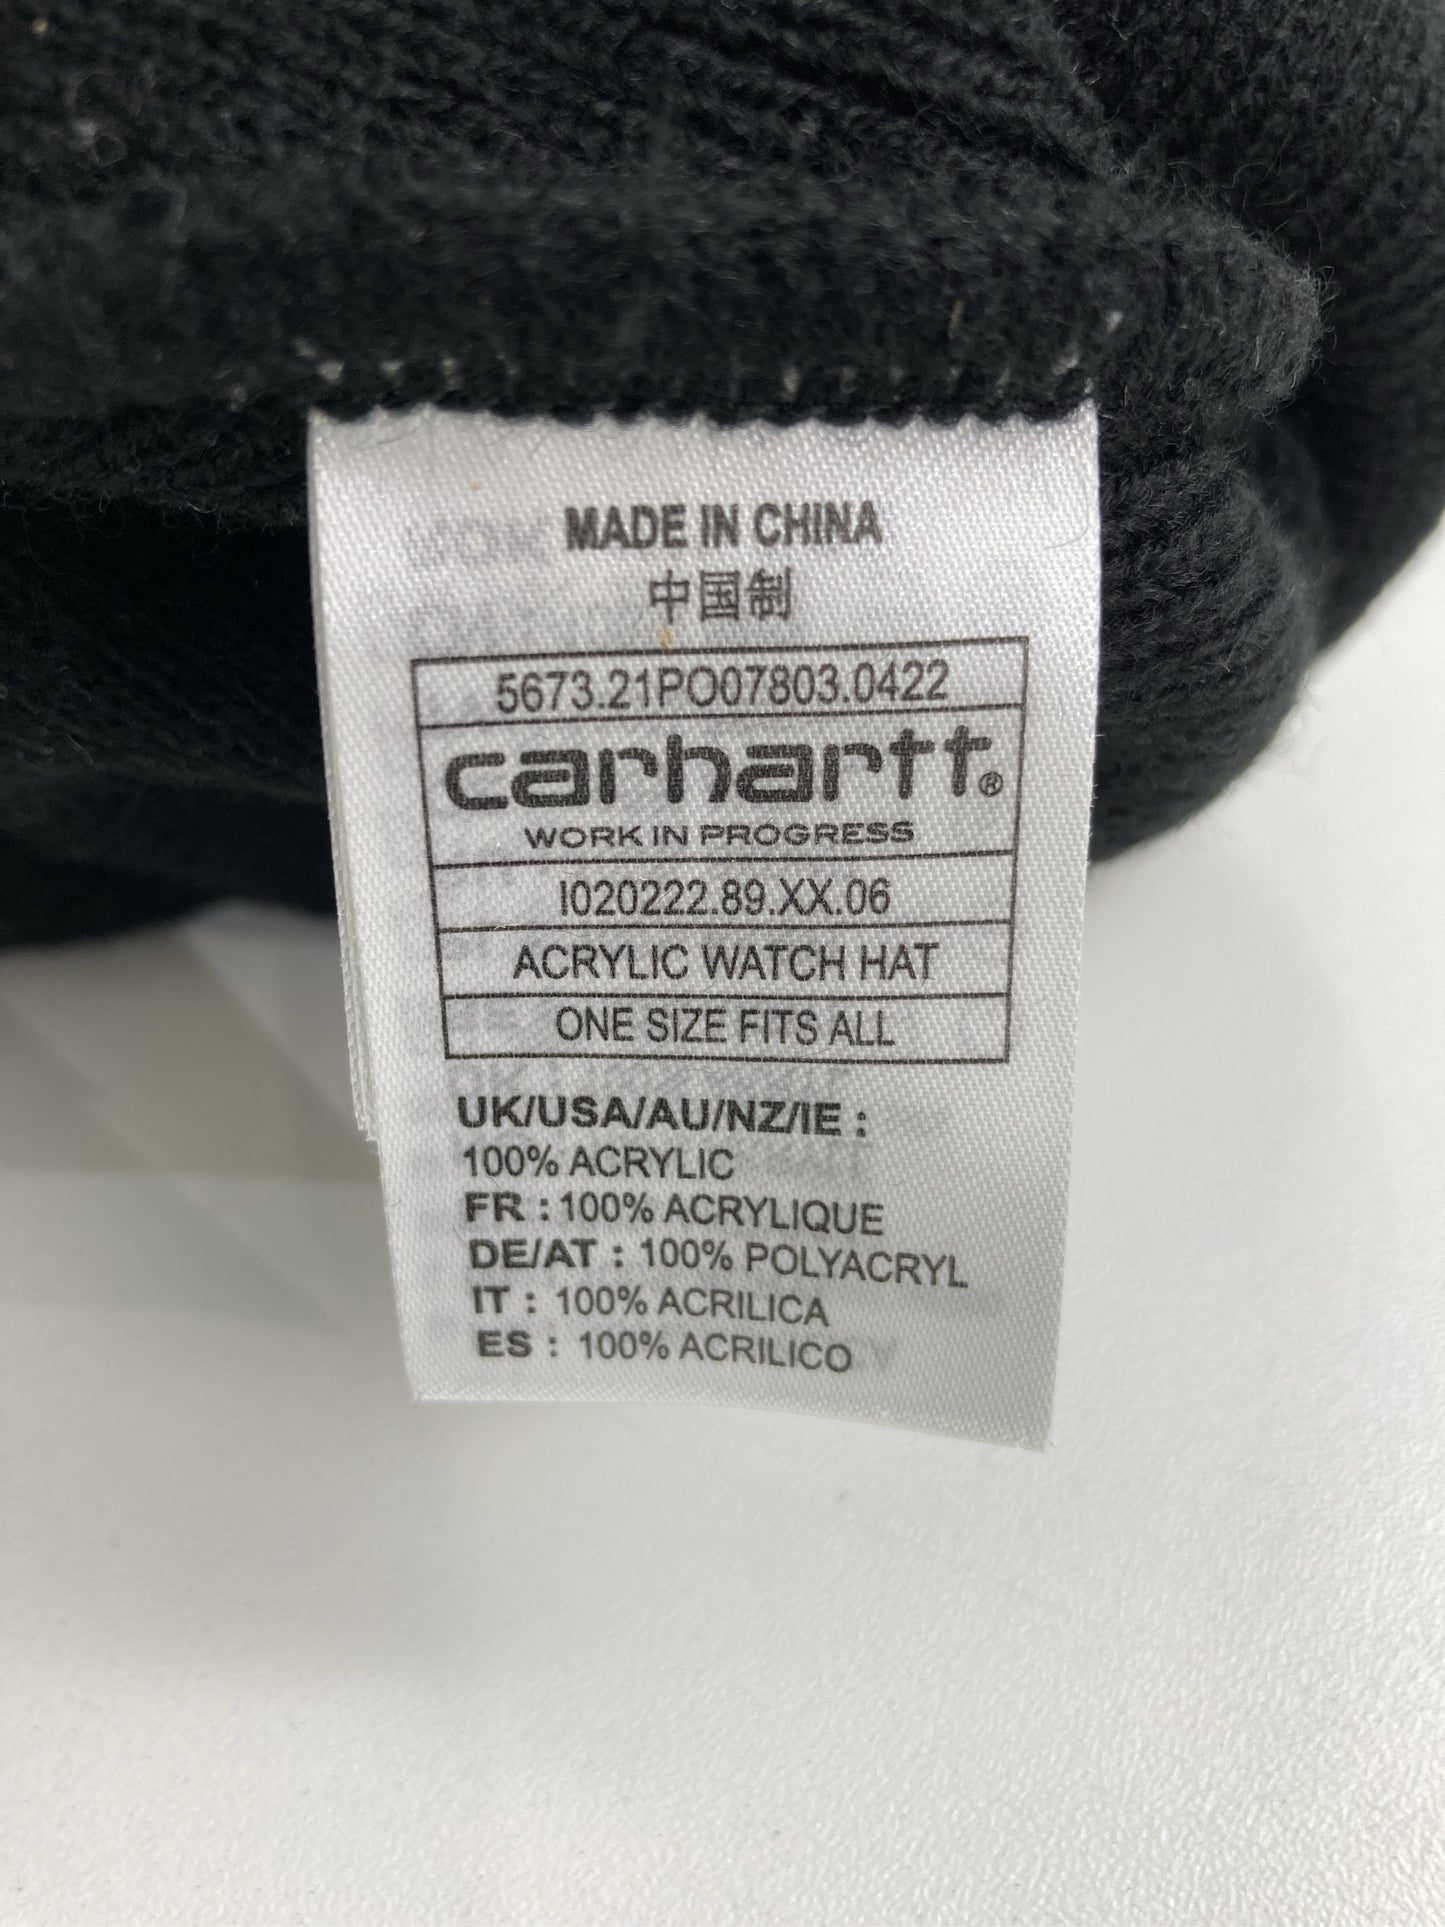 MADE IN CHINA
中国制
5673.21PO07803.0422
carhartt®
WORK IN PROGRESS
I020222.89.XX.06
ACRYLIC WATCH HAT
ONE SIZE FITS ALL
UK/USA/AU/NZ/IE :
100% ACRYLIC
FR : 100% ACRYLIQUE
DE/AT : 100% POLYACRYL
IT : 100% ACRILICA
ES : 100% ACRILICO